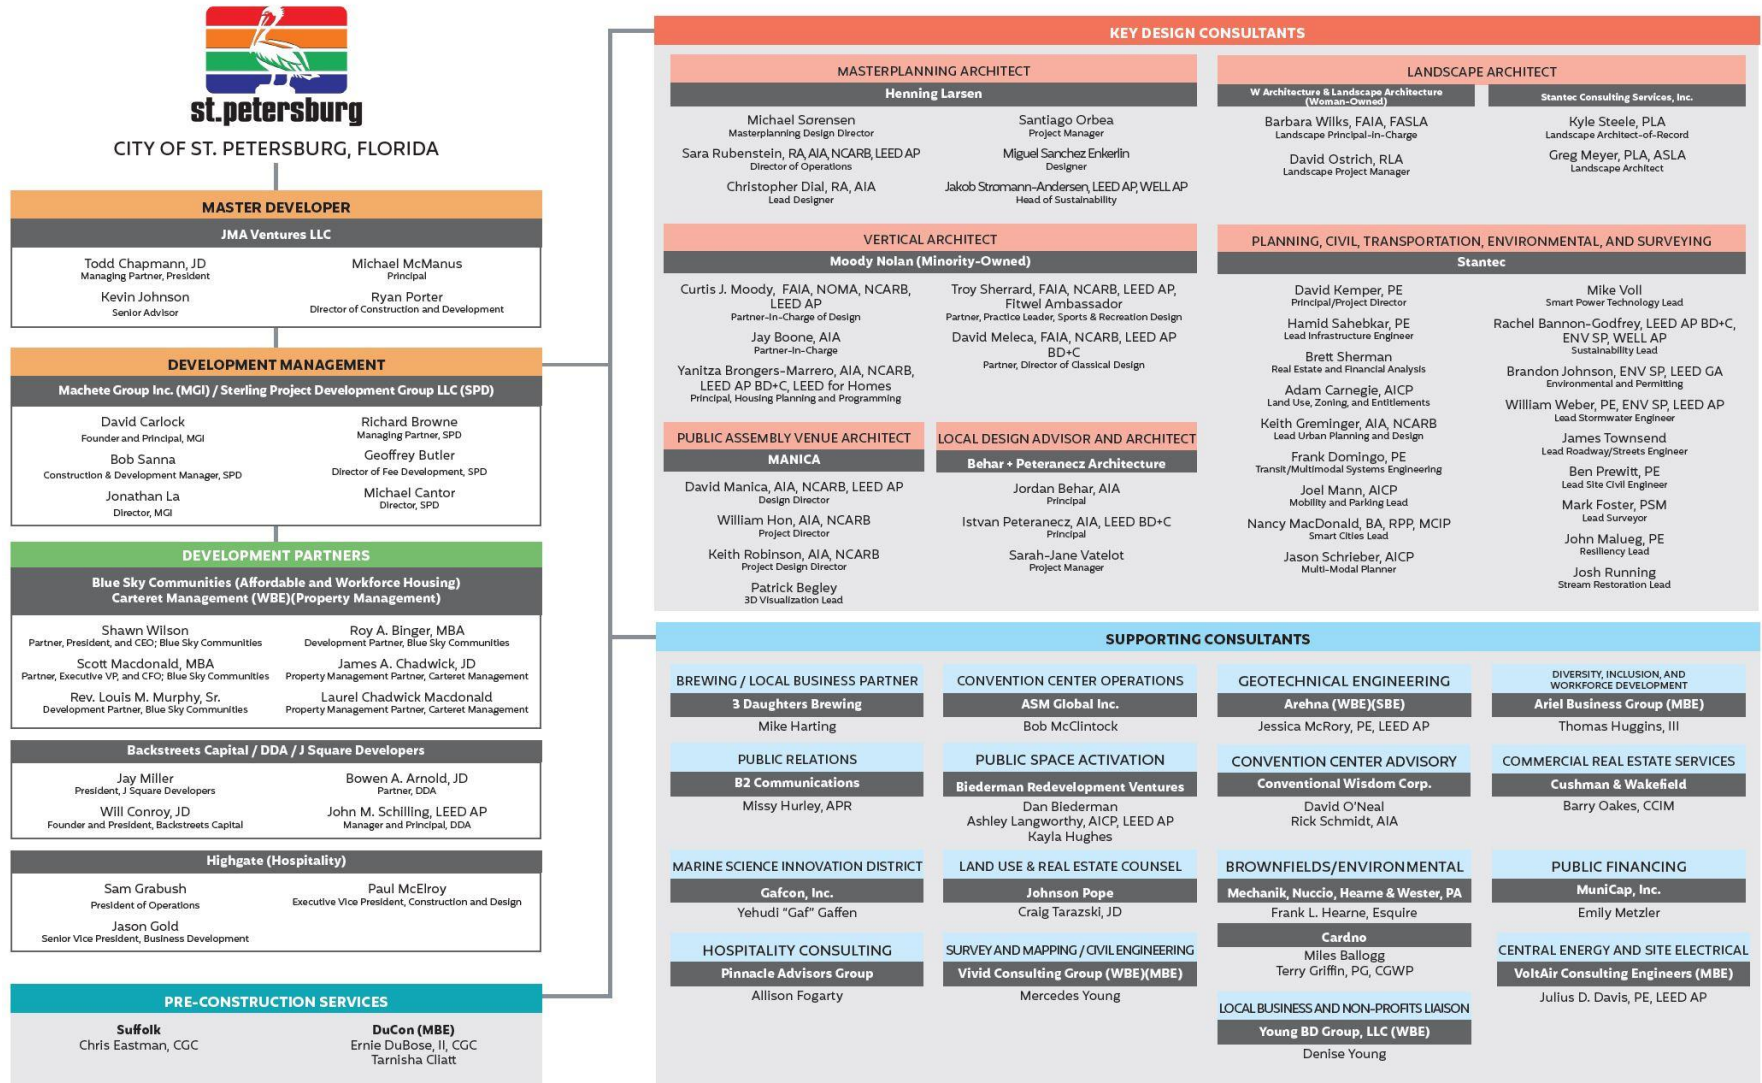 st.petersburg
CITY OF ST. PETERSBURG, FLORIDA
MASTER DEVELOPER
JMA Ventures LLC
Todd Chapmann, JD
Managing Partner, President
Kevin Johnson
Senior Advisor
Michael McManus
Principal
Ryan Porter
Director of Construction and Development
DEVELOPMENT MANAGEMENT
Machete Group Inc. (MGI) / Sterling Project Development Group LLC (SPD)
David Carlock
Founder and Principal, MGI
Bob Sanna
Construction & Development Manager, SPD
Jonathan La
Director, MGI
Richard Browne
Managing Partner, SPD
Geoffrey Butler
Director of Fee Development, SPD
Michael Cantor
Director, SPD
DEVELOPMENT PARTNERS
Blue Sky Communities (Affordable and Workforce Housing)
Carteret Management (WBE)(Property Management)
Shawn Wilson
Partner, President, and CEO; Blue Sky Communities
Scott Macdonald, MBA
Partner, Executive VP, and CFO; Blue Sky Communities
Rev. Louis M. Murphy, Sr.
Development Partner, Blue Sky Communities
Roy A. Binger, MBA
Development Partner, Blue Sky Communities
James A. Chadwick, JD
Property Management Partner, Carteret Management
Laurel Chadwick Macdonald
Property Management Partner, Carteret Management
Backstreets Capital / DDA / J Square Developers
Jay Miller
President, J Square Developers
Will Conroy, JD
Founder and President, Backstreets Capital
Bowen A. Arnold, JD
Partner, DDA
John M. Schilling, LEED AP
Manager and Principal, DDA
Highgate (Hospitality)
Sam Grabush
President of Operations
Jason Gold
Senior Vice President, Business Development
Paul McElroy
Executive Vice President, Construction and Design
PRE-CONSTRUCTION SERVICES
Suffolk
Chris Eastman, CGC
DuCon (MBE)
Ernie DuBose, II, CGC
Tarnisha Cliatt
KEY DESIGN CONSULTANTS
MASTERPLANNING ARCHITECT
Henning Larsen
Michael Sørensen
Masterplanning Design Director
Sara Rubenstein, RA, AIA, NCARB, LEED AP
Director of Operations
Christopher Dial, RA, AIA
Lead Designer
Santiago Orbea
Project Manager
Miguel Sanchez Enkerlin
Designer
Jakob Strømann-Andersen, LEED AP, WELL AP
Head of Sustainability
LANDSCAPE ARCHITECT
W Architecture & Landscape Architecture
(Woman-Owned)
Barbara Wilks, FAIA, FASLA
Landscape Principal-in-Charge
David Ostrich, RLA
Landscape Project Manager
Stantec Consulting Services, Inc.
Kyle Steele, PLA
Landscape Architect-of-Record
Greg Meyer, PLA, ASLA
Landscape Architect
VERTICAL ARCHITECT
Moody Nolan (Minority-Owned)
Curtis J. Moody, FAIA, NOMA, NCARB,
LEED AP
Partner-in-Charge of Design
Jay Boone, AIA
Partner-in-Charge
Yanitza Brongers-Marrero, AIA, NCARB,
LEED AP BD+C, LEED for Homes
Principal, Housing Planning and Programming
Troy Sherrard, FAIA, NCARB, LEED AP,
Fitwel Ambassador
Partner, Practice Leader, Sports & Recreation Design
David Meleca, FAIA, NCARB, LEED AP
BD+C
Partner, Director of Classical Design
PLANNING, CIVIL, TRANSPORTATION, ENVIRONMENTAL, AND SURVEYING
Stantec
David Kemper, PE
Principal/Project Director
Hamid Sahebkar, PE
Lead Infrastructure Engineer
Brett Sherman
Real Estate and Financial Analysis
Adam Carnegie, AICP
Land Use, Zoning, and Entitlements
Keith Greminger, AIA, NCARB
Lead Urban Planning and Design
Frank Domingo, PE
Transit/Multimodal Systems Engineering
Joel Mann, AICP
Mobility and Parking Lead
Nancy MacDonald, BA, RPP, MCIP
Smart Cities Lead
Jason Schrieber, AICP
Multi-Modal Planner
Mike Voll
Smart Power Technology Lead
Rachel Bannon-Godfrey, LEED AP BD+C,
ENV SP, WELL AP
Sustainability Lead
Brandon Johnson, ENV SP, LEED GA
Environmental and Permitting
William Weber, PE, ENV SP, LEED AP
Lead Stormwater Engineer
James Townsend
Lead Roadway/Streets Engineer
Ben Prewitt, PE
Lead Site Civil Engineer
Mark Foster, PSM
Lead Surveyor
John Malueg, PE
Resiliency Lead
Josh Running
Stream Restoration Lead
PUBLIC ASSEMBLY VENUE ARCHITECT
MANICA
David Manica, AIA, NCARB, LEED AP
Design Director
William Hon, AIA, NCARB
Project Director
Keith Robinson, AIA, NCARB
Project Design Director
Patrick Begley
3D Visualization Lead
LOCAL DESIGN ADVISOR AND ARCHITECT
Behar + Peteranecz Architecture
Jordan Behar, AIA
Principal
Istvan Peteranecz, AIA, LEED BD+C
Principal
Sarah-Jane Vatelot
Project Manager
SUPPORTING CONSULTANTS
BREWING / LOCAL BUSINESS PARTNER
3 Daughters Brewing
Mike Harting
CONVENTION CENTER OPERATIONS
ASM Global Inc.
Bob McClintock
GEOTECHNICAL ENGINEERING
Arehna (WBE)(SBE)
Jessica McRory, PE, LEED AP
DIVERSITY, INCLUSION, AND
WORKFORCE DEVELOPMENT
Ariel Business Group (MBE)
Thomas Huggins, III
PUBLIC RELATIONS
B2 Communications
Missy Hurley, APR
PUBLIC SPACE ACTIVATION
Biederman Redevelopment Ventures
Dan Biederman
Ashley Langworthy, AICP, LEED AP
Kayla Hughes
CONVENTION CENTER ADVISORY
Conventional Wisdom Corp.
David O'Neal
Rick Schmidt, AIA
COMMERCIAL REAL ESTATE SERVICES
Cushman & Wakefield
Barry Oakes, CCIM
MARINE SCIENCE INNOVATION DISTRICT
Gafcon, Inc.
Yehudi "Gaf" Gaffen
LAND USE & REAL ESTATE COUNSEL
Johnson Pope
Craig Tarazski, JD
BROWNFIELDS/ENVIRONMENTAL
Mechanik, Nuccio, Hearne & Wester, PA
Frank L. Hearne, Esquire
Cardno
Miles Ballogg
Terry Griffin, PG, CGWP
PUBLIC FINANCING
MuniCap, Inc.
Emily Metzler
HOSPITALITY CONSULTING
Pinnacle Advisors Group
Allison Fogarty
SURVEY AND MAPPING / CIVIL ENGINEERING
Vivid Consulting Group (WBE)(MBE)
Mercedes Young
LOCAL BUSINESS AND NON-PROFITS LIAISON
Young BD Group, LLC (WBE)
Denise Young
CENTRAL ENERGY AND SITE ELECTRICAL
VoltAir Consulting Engineers (MBE)
Julius D. Davis, PE, LEED AP